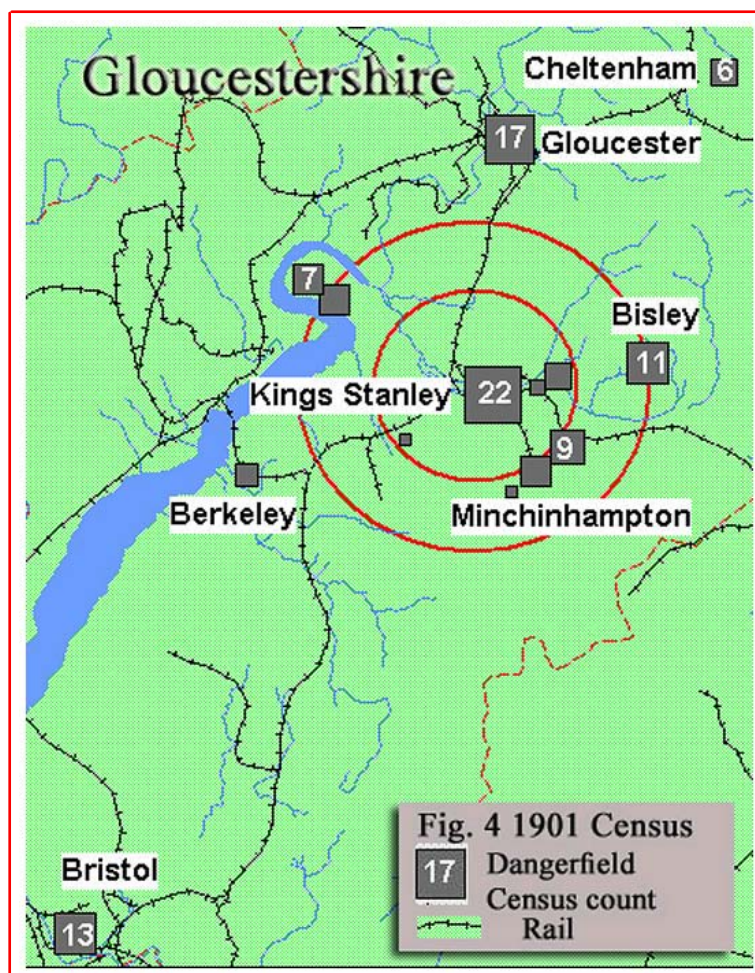 Gloucestershire
Cheltenham 6
17 Gloucester
7
Bisley
11
Kings Stanley 22
9
Berkeley
Minchinhampton
Bristol
13
Fig. 4 1901 Census
17 Dangerfield
Census count
Rail